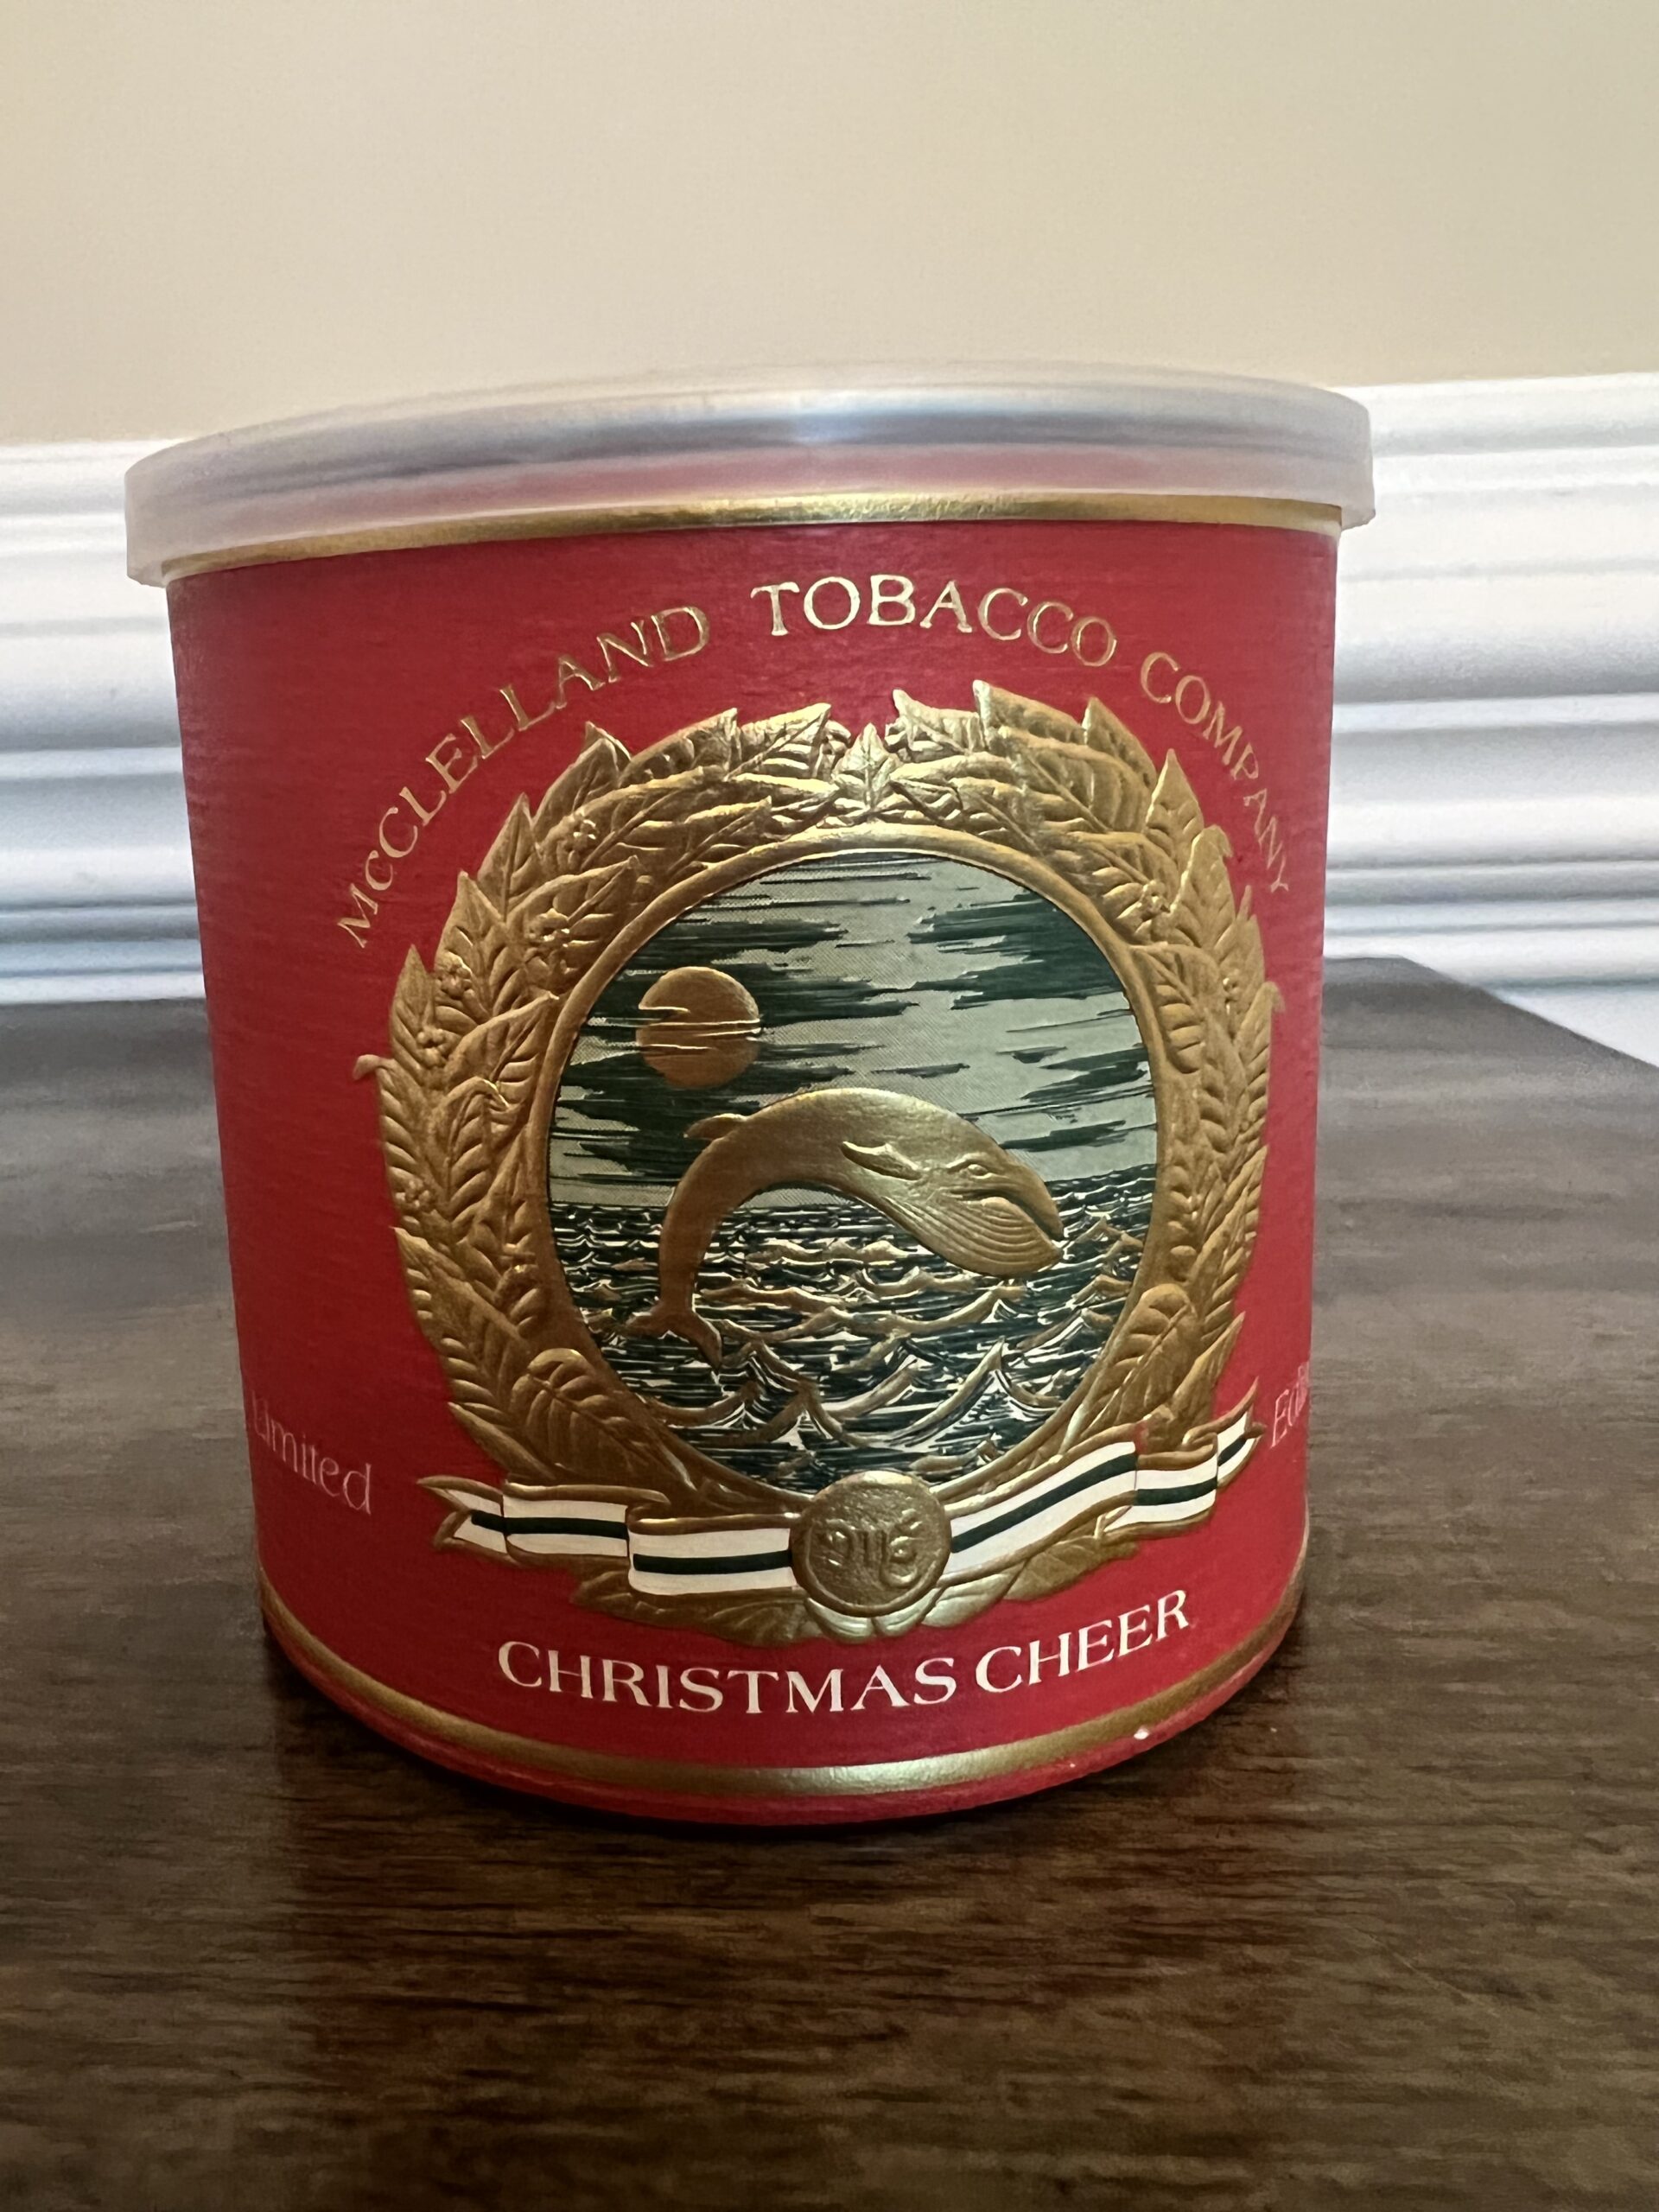 McCLELLAND TOBACCO COMPANY
Limited
CHRISTMAS CHEER